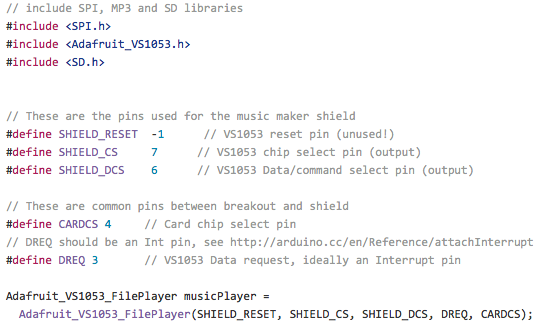 // include SPI, MP3 and SD libraries
#include <SPI.h>
#include <Adafruit_VS1053.h>
#include <SD.h>
// These are the pins used for the music maker shield
#define SHIELD_RESET  -1      // VS1053 reset pin (unused!)
#define SHIELD_CS     7      // VS1053 chip select pin (output)
#define SHIELD_DCS    6      // VS1053 Data/command select pin (output)
// These are common pins between breakout and shield
#define CARDCS 4     // Card chip select pin
// DREQ should be an Int pin, see http://arduino.cc/en/Reference/attachInterrupt
#define DREQ 3       // VS1053 Data request, ideally an Interrupt pin
Adafruit_VS1053_FilePlayer musicPlayer =
  Adafruit_VS1053_FilePlayer(SHIELD_RESET, SHIELD_CS, SHIELD_DCS, DREQ, CARDCS);